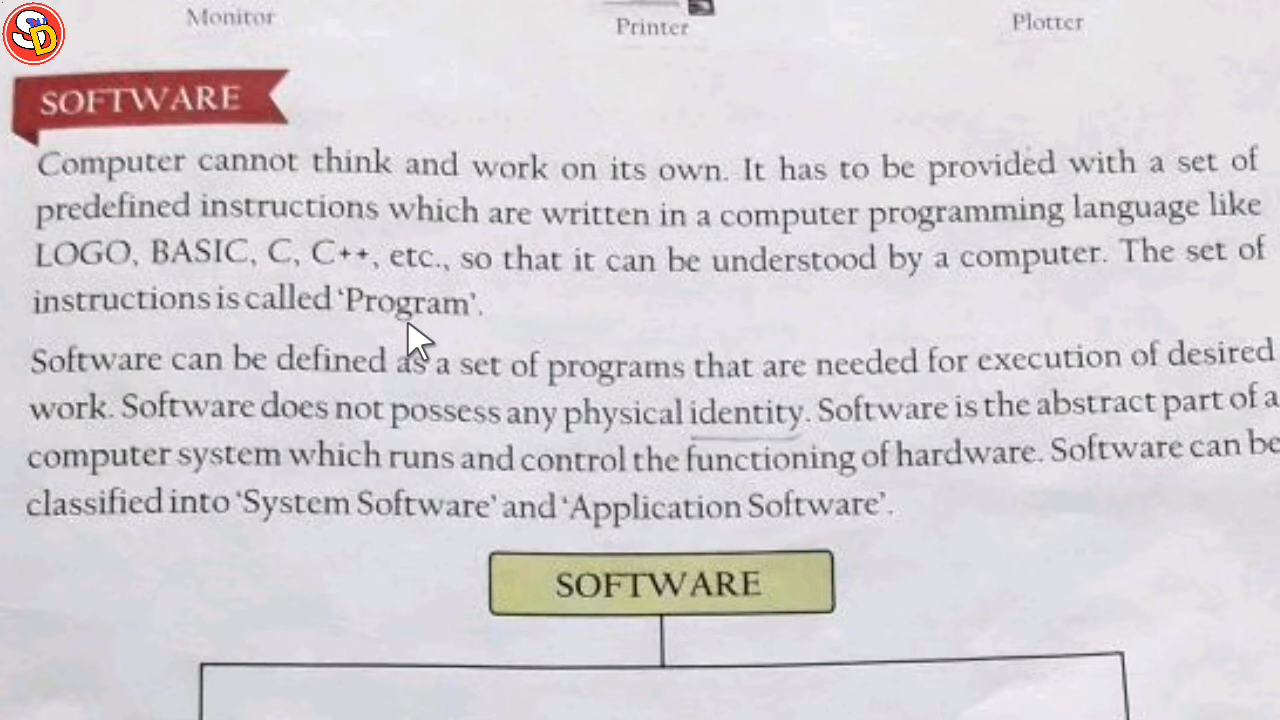 Monitor
Printer
Plotter
SD
SOFTWARE
Computer cannot think and work on its own. It has to be provided with a set of
predefined instructions which are written in a computer programming language like
LOGO, BASIC, C, C++, etc., so that it can be understood by a computer. The set of
instructions is called ‘Program’.
Software can be defined as a set of programs that are needed for execution of desired
work. Software does not possess any physical identity. Software is the abstract part of a
computer system which runs and control the functioning of hardware. Software can be
classified into ‘System Software’ and ‘Application Software’.
SOFTWARE